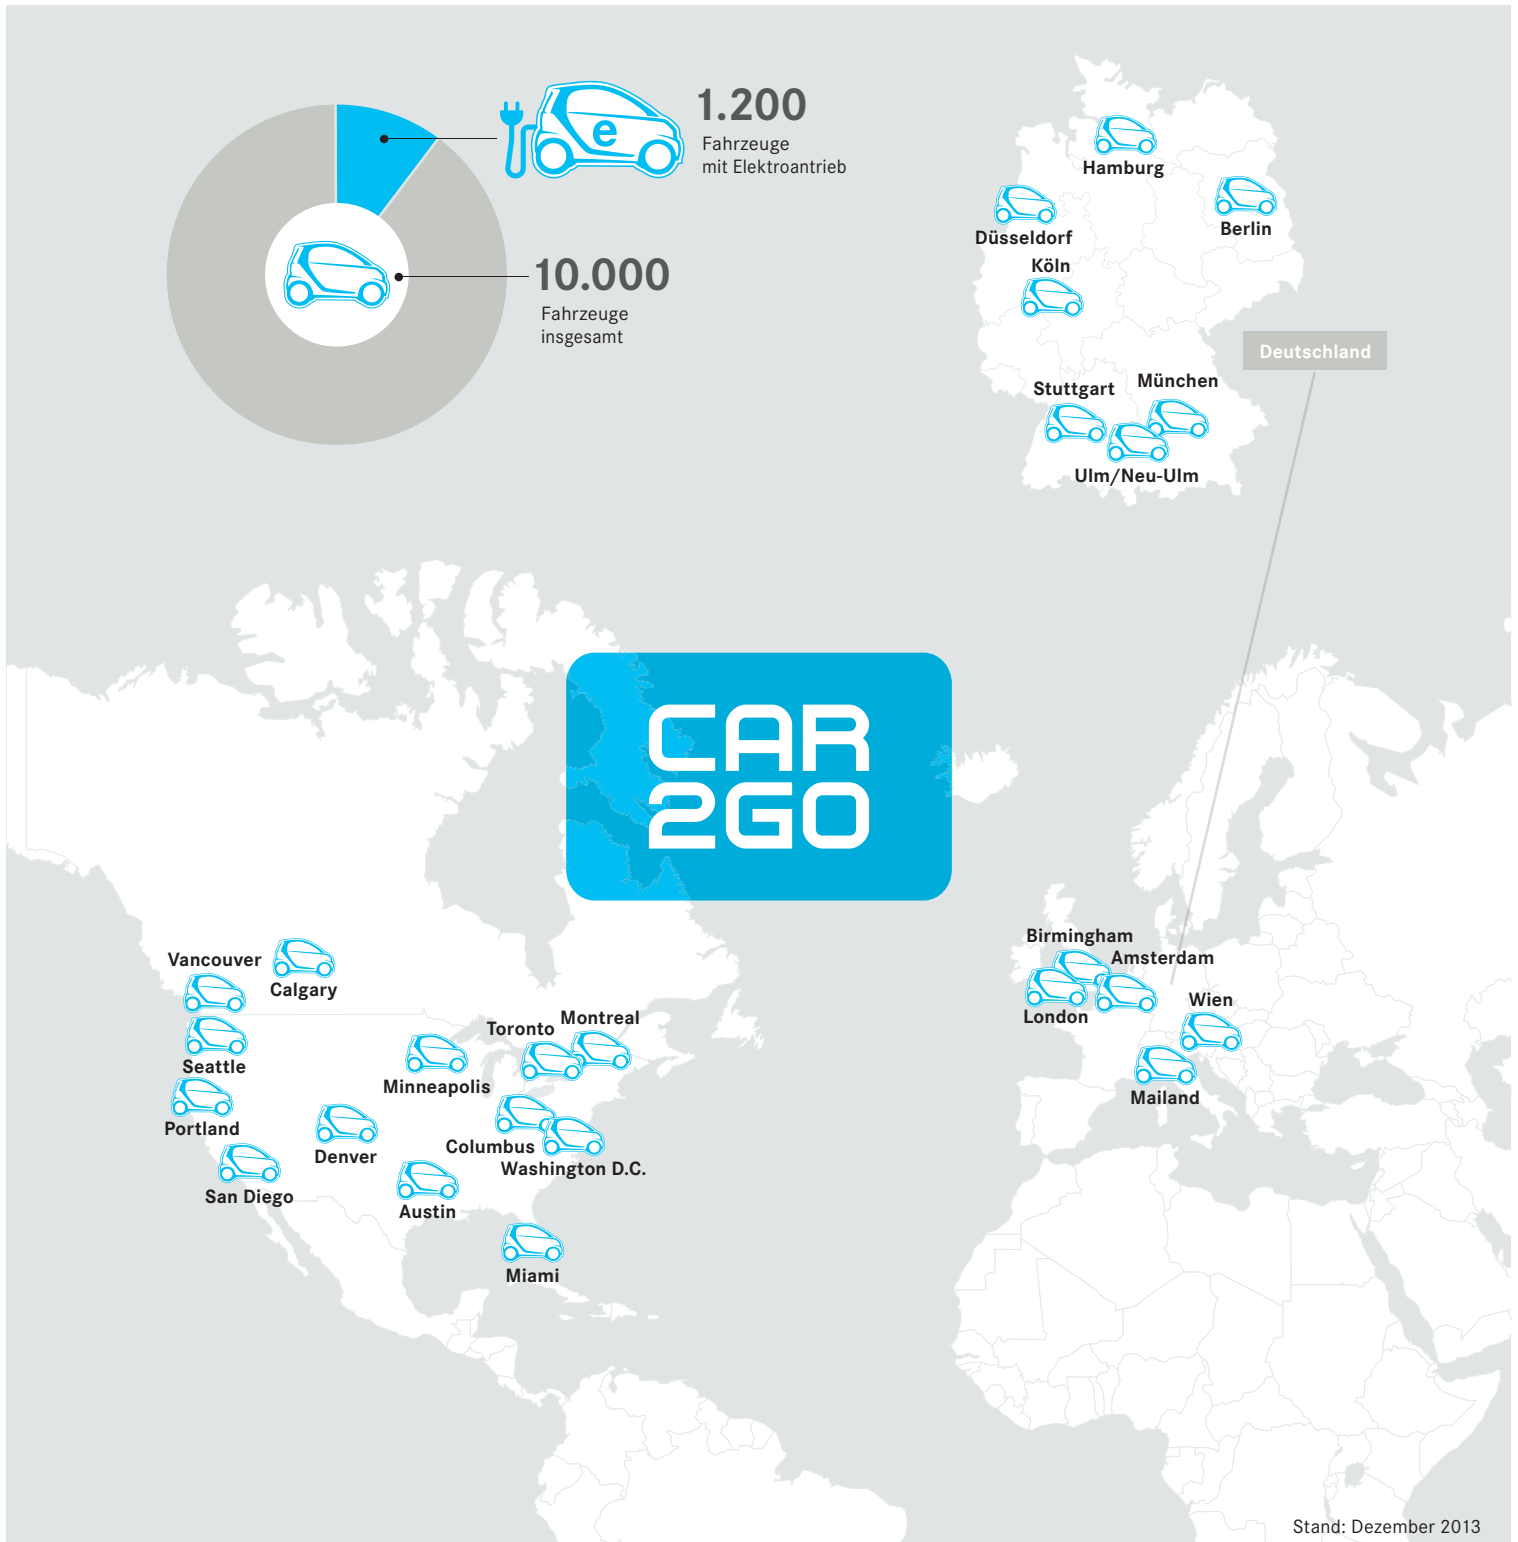 1.200
Fahrzeuge
mit Elektroantrieb
e
10.000
Fahrzeuge
insgesamt
Hamburg
Berlin
Düsseldorf
Köln
Deutschland
Stuttgart
München
Ulm/Neu-Ulm
CAR
2GO
Vancouver
Calgary
Seattle
Portland
San Diego
Denver
Minneapolis
Toronto
Montreal
Columbus
Washington D.C.
Austin
Miami
Birmingham
Amsterdam
London
Wien
Mailand
Stand: Dezember 2013